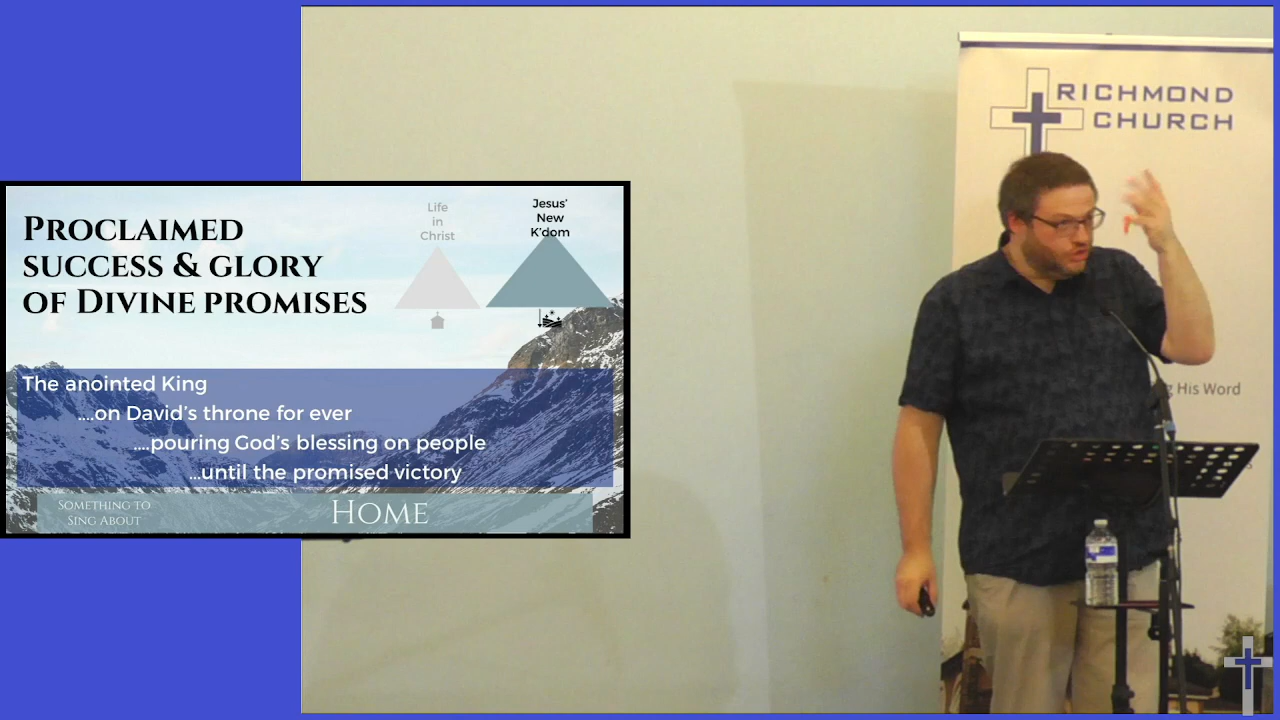 PROCLAIMED
SUCCESS & GLORY
OF DIVINE PROMISES
Life
in
Christ
Jesus'
New
K'dom
The anointed King
....on David's throne for ever
....pouring God's blessing on people
...until the promised victory
SOMETHING TO
SING ABOUT
HOME
RICHMOND
CHURCH
His Word